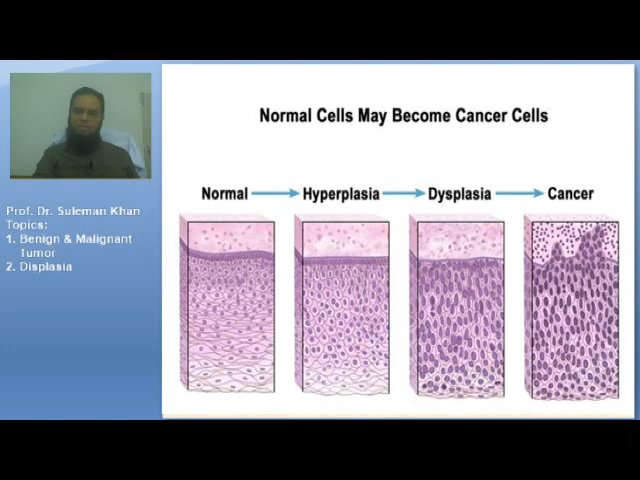 Normal Cells May Become Cancer Cells
Normal Hyperplasia Dysplasia Cancer
Prof. Dr. Suleman Khan
Topics:
1. Benign & Malignant
Tumor
2. Displasia